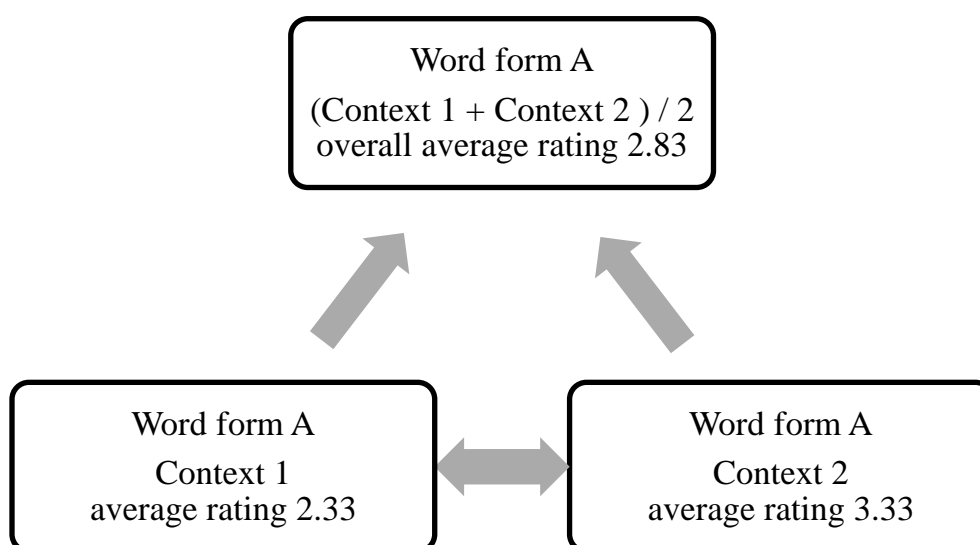 Word form A
(Context 1 + Context 2 ) / 2
overall average rating 2.83
Word form A
Context 1
average rating 2.33
Word form A
Context 2
average rating 3.33